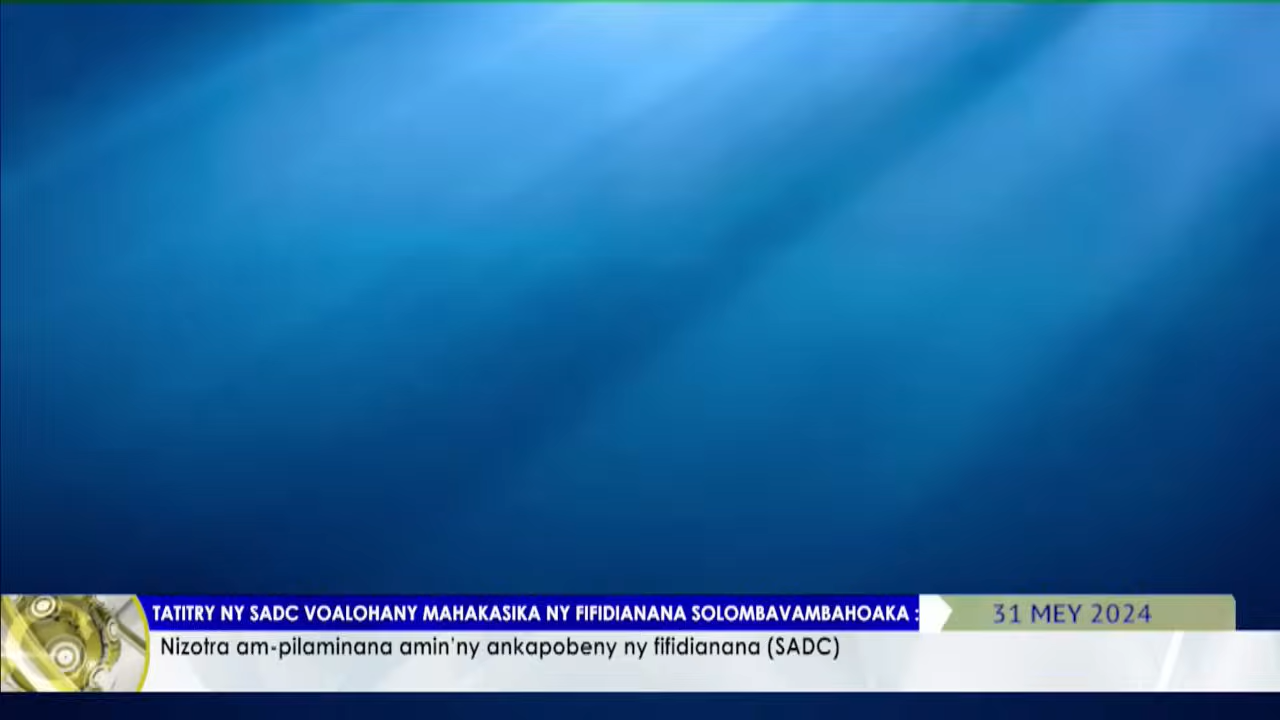 TATITRY NY SADC VOALOHANY MAHAKASIKA NY FIFIDIANANA SOLOMBAVAMBAHOAKA :
31 MEY 2024
Nizotra am-pilaminana amin'ny ankapobeny ny fifidianana (SADC)